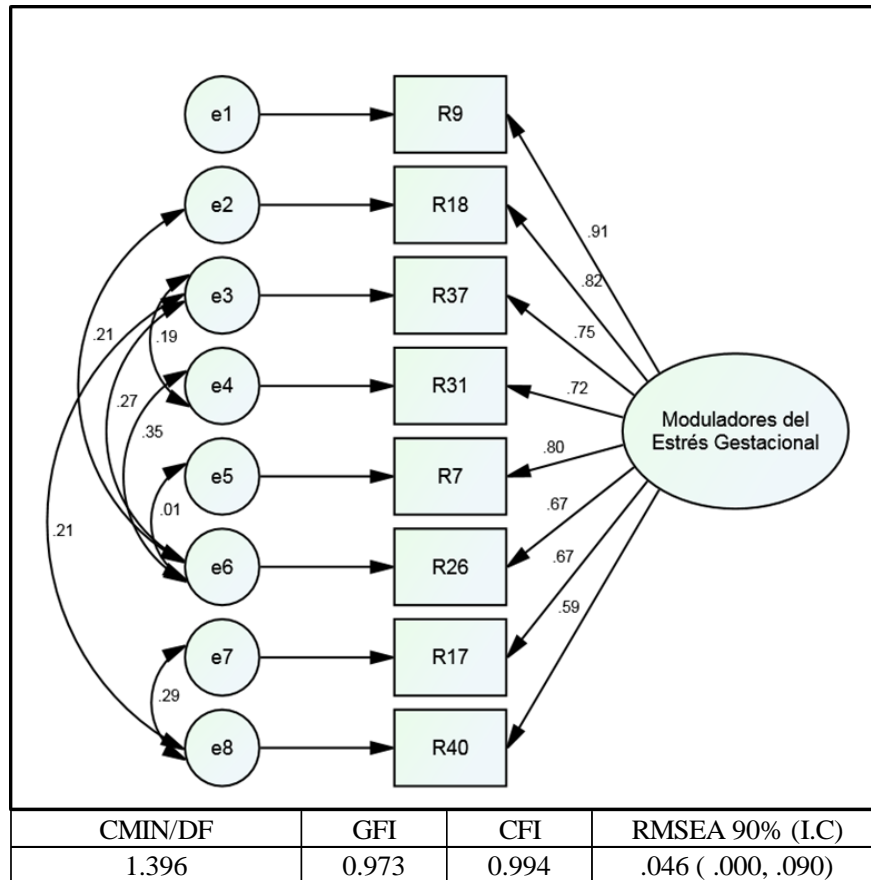 e1
R9
e2
R18
.91
.82
e3
R37
.21
.19
.75
e4
R31
.27
.72
Moduladores del
Estrés Gestacional
.35
.80
e5
R7
.01
.67
.21
e6
R26
.67
.59
e7
R17
.29
e8
R40
CMIN/DF GFI CFI RMSEA 90% (I.C)
1.396 0.973 0.994 .046 ( .000, .090)